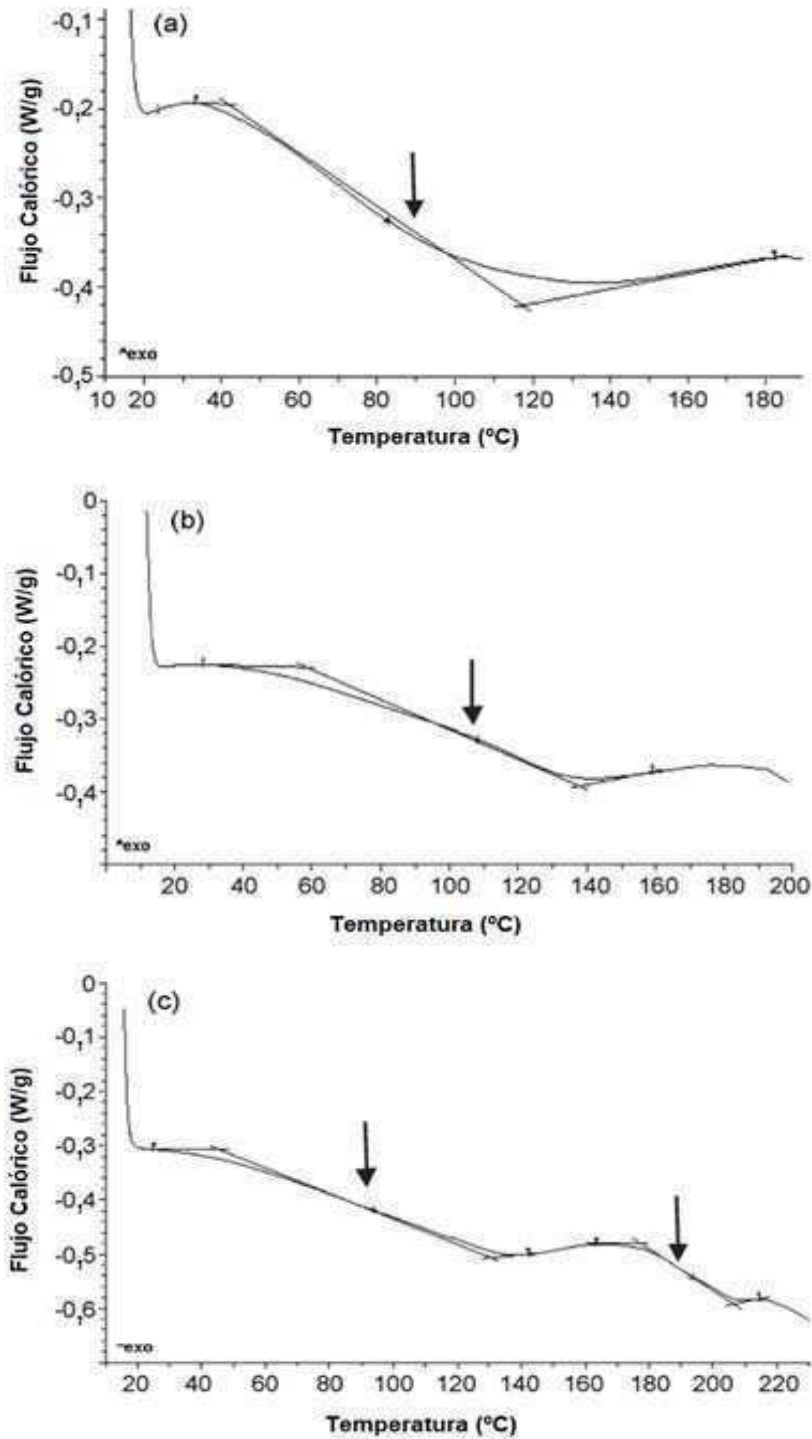 (a)
Flujo Calórico (W/g)
-0,1
-0,2
-0,3
-0,4
-0,5
^exo
10 20 40 60 80 100 120 140 160 180
Temperatura (ºC)
(b)
Flujo Calórico (W/g)
0
-0,1
-0,2
-0,3
-0,4
^exo
20 40 60 80 100 120 140 160 180 200
Temperatura (ºC)
(c)
Flujo Calórico (W/g)
0
-0,1
-0,2
-0,3
-0,4
-0,5
-0,6
exo
20 40 60 80 100 120 140 160 180 200 220
Temperatura (ºC)